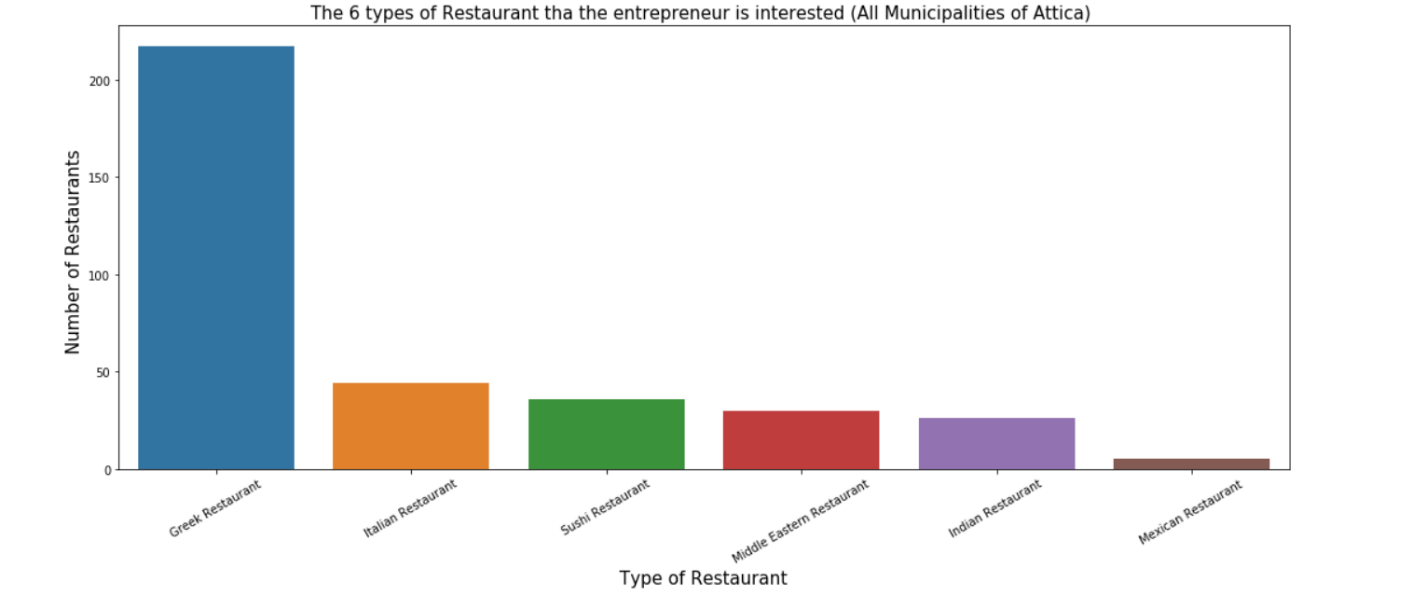 The 6 types of Restaurant tha the entrepreneur is interested (All Municipalities of Attica)
Number of Restaurants
200
150
100
50
0
Greek Restaurant
Italian Restaurant
Sushi Restaurant
Middle Eastern Restaurant
Indian Restaurant
Mexican Restaurant
Type of Restaurant